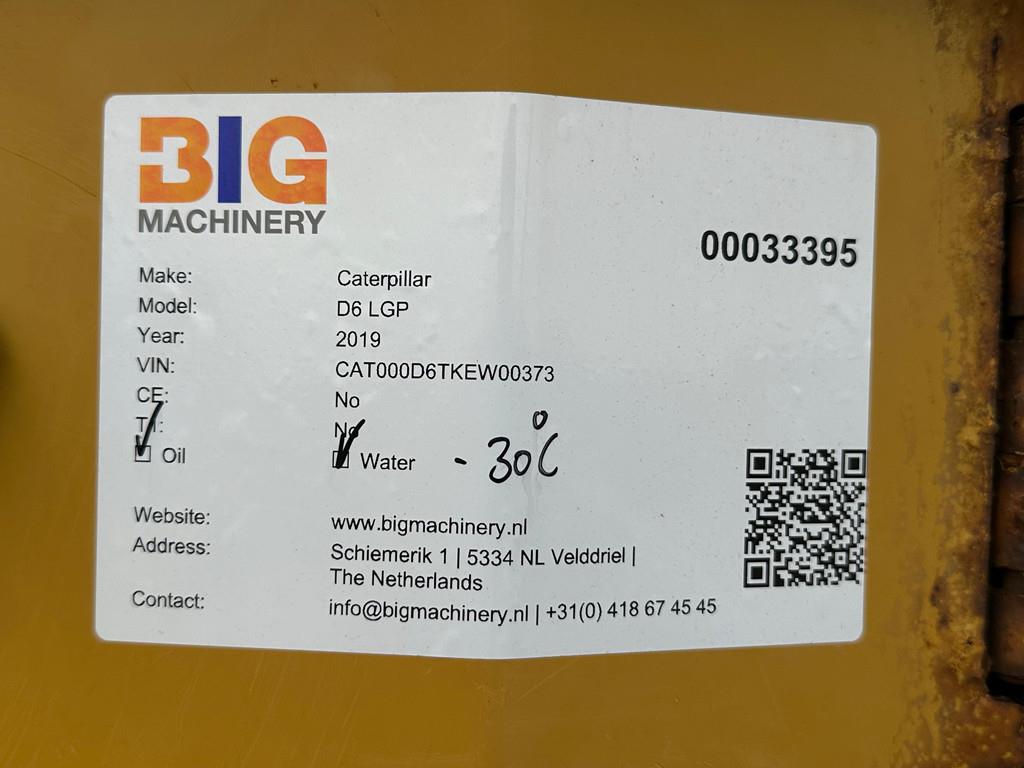 BIG
MACHINERY
00033395
Make: Caterpillar
Model: D6 LGP
Year: 2019
VIN: CAT000D6TKEW00373
CE: No
T1: No
Oil Water - 30°C
Website: www.bigmachinery.nl
Address: Schiemerik 1 | 5334 NL Velddriel |
The Netherlands
Contact: info@bigmachinery.nl | +31(0) 418 67 45 45